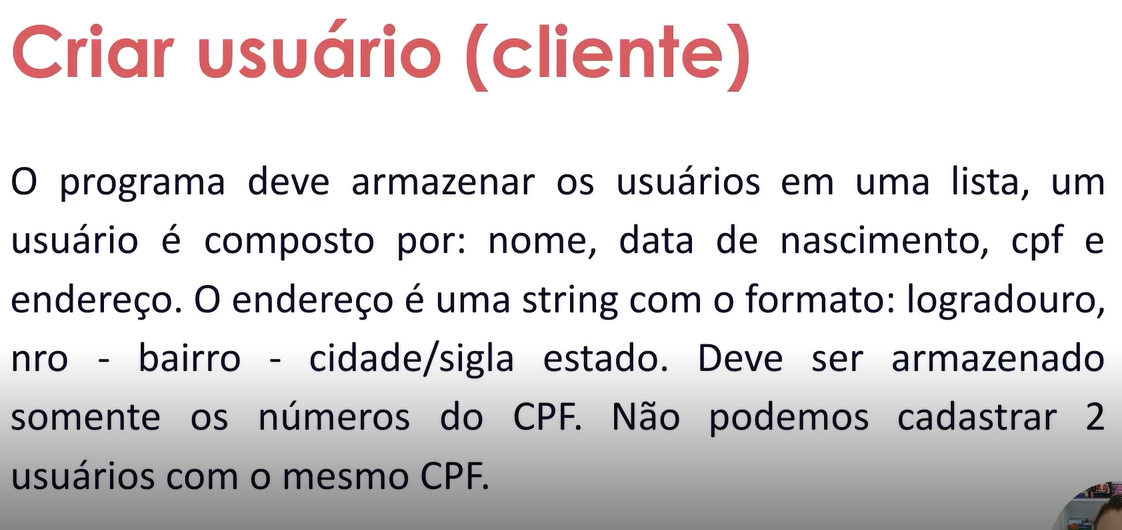 Criar usuário (cliente)
O programa deve armazenar os usuários em uma lista, um
usuário é composto por: nome, data de nascimento, cpf e
endereço. O endereço é uma string com o formato: logradouro,
nro - bairro - cidade/sigla estado. Deve ser armazenado
somente os números do CPF. Não podemos cadastrar 2
usuários com o mesmo CPF.